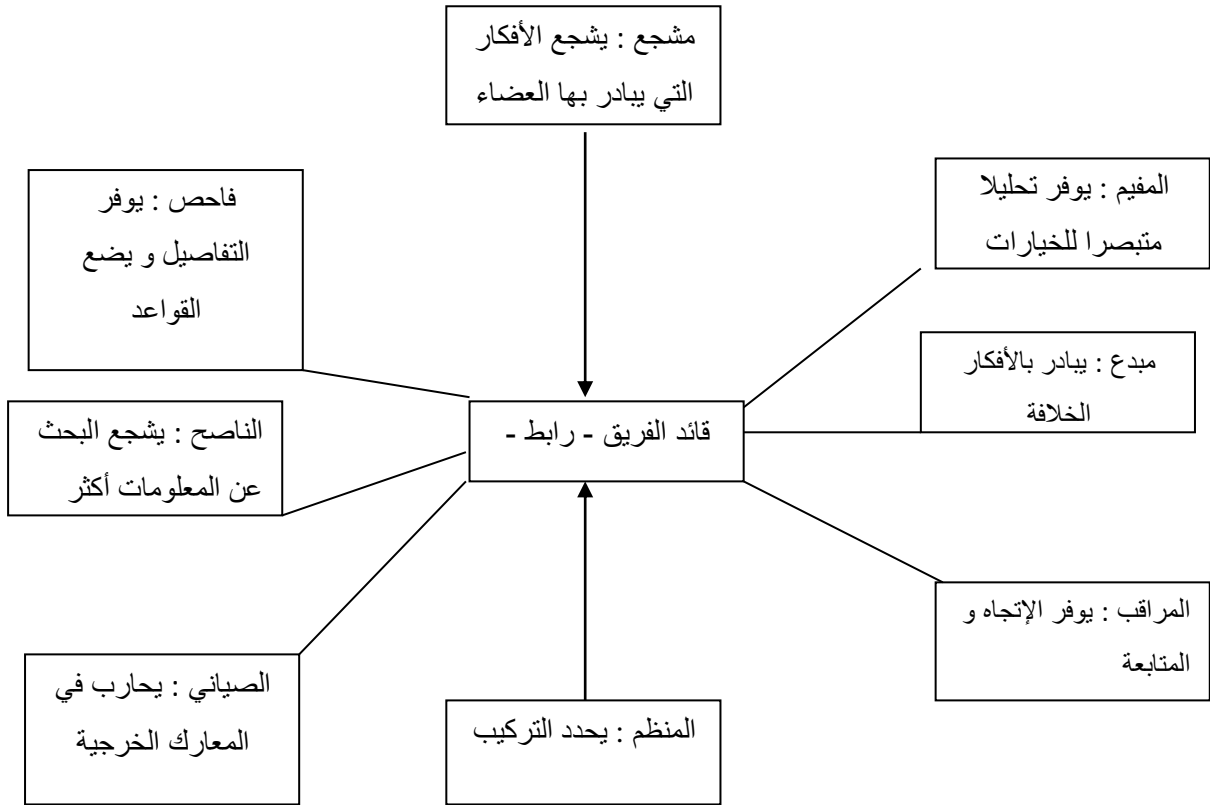 مشجع : يشجع الأفكار
التي يبادر بها العضاء
المفيم : يوفر تحليلا
متبصرا للخيارات
فاحص : يوفر
التفاصيل و يضع
القواعد
مبدع : يبادر بالأفكار
الخلافة
قائد الفريق - رابط -
الناصح : يشجع البحث
عن المعلومات أكثر
المراقب : يوفر الإتجاه و
المتابعة
الصياني : يحارب في
المعارك الخرجية
المنظم : يحدد التركيب